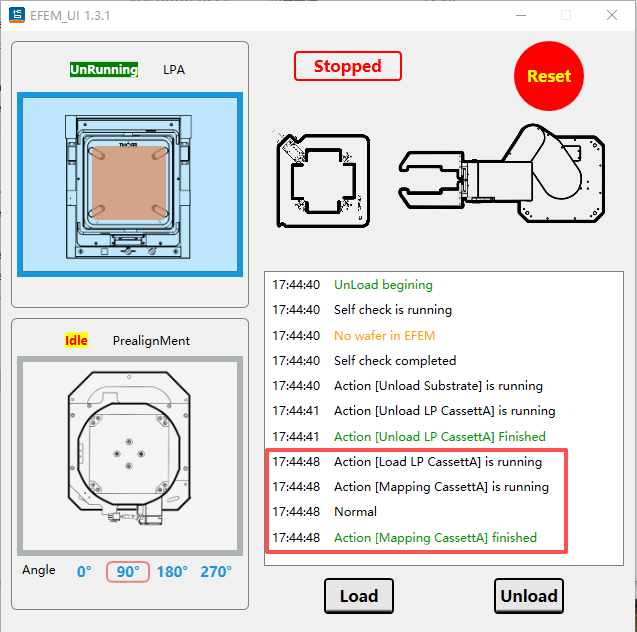 EFEM_UI 1.3.1
UnRunning LPA
Stopped
Reset
Idle PrealignMent
Angle 0° 90° 180° 270°
17:44:40 UnLoad begining
17:44:40 Self check is running
17:44:40 No wafer in EFEM
17:44:40 Self check completed
17:44:40 Action [Unload Substrate] is running
17:44:41 Action [Unload LP CassettA] is running
17:44:41 Action [Unload LP CassettA] Finished
17:44:48 Action [Load LP CassettA] is running
17:44:48 Action [Mapping CassettA] is running
17:44:48 Normal
17:44:48 Action [Mapping CassettA] finished
Load Unload